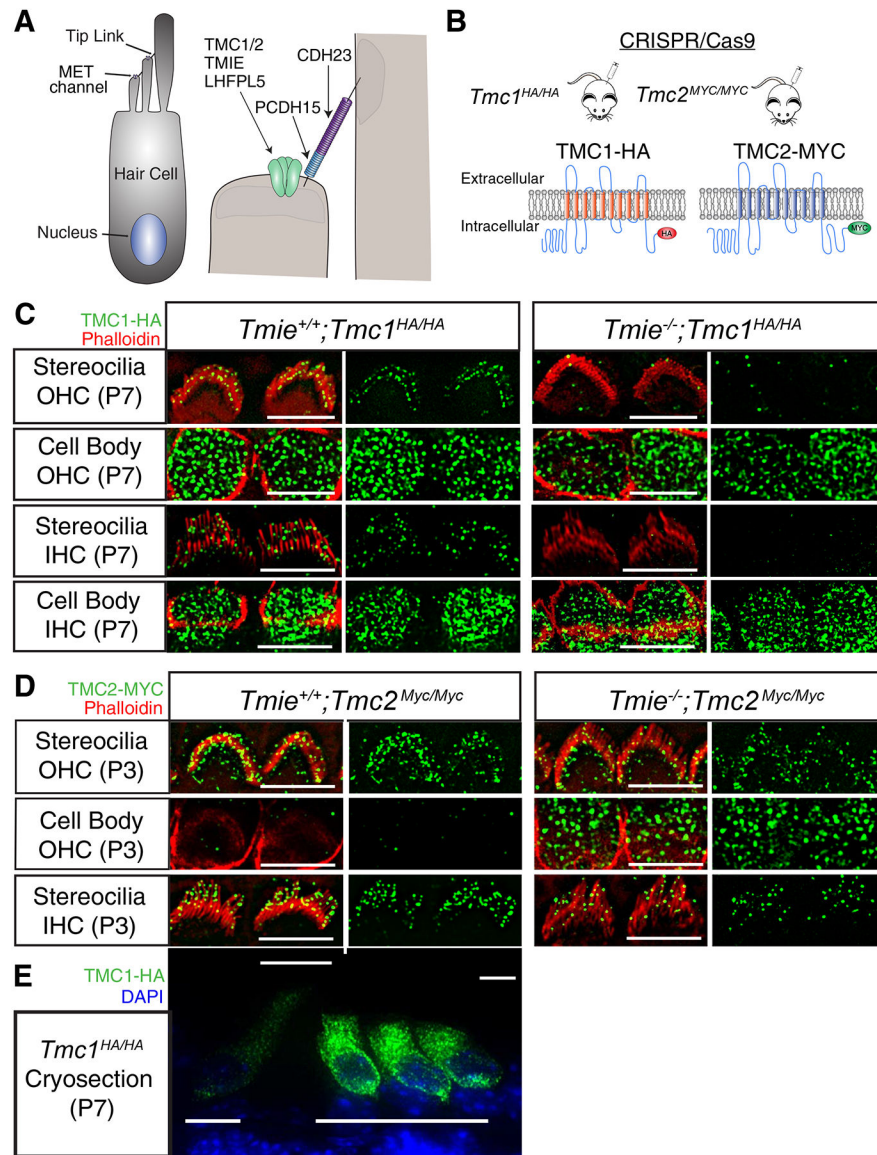 A
Tip Link
MET
channel
Hair Cell
Nucleus
TMC1/2
TMIE
LHFPL5
CDH23
PCDH15
B
CRISPR/Cas9
Tmc1HA/HA
Tmc2MYC/MYC
TMC1-HA
TMC2-MYC
Extracellular
Intracellular
HA
MYC
C
TMC1-HA
Phalloidin
Tmie+/+;Tmc1HA/HA
Tmie-/-;Tmc1HA/HA
Stereocilia
OHC (P7)
Cell Body
OHC (P7)
Stereocilia
IHC (P7)
Cell Body
IHC (P7)
D
TMC2-MYC
Phalloidin
Tmie+/+;Tmc2Myc/Myc
Tmie-/-;Tmc2Myc/Myc
Stereocilia
OHC (P3)
Cell Body
OHC (P3)
Stereocilia
IHC (P3)
E
TMC1-HA
DAPI
Tmc1HA/HA
Cryosection
(P7)